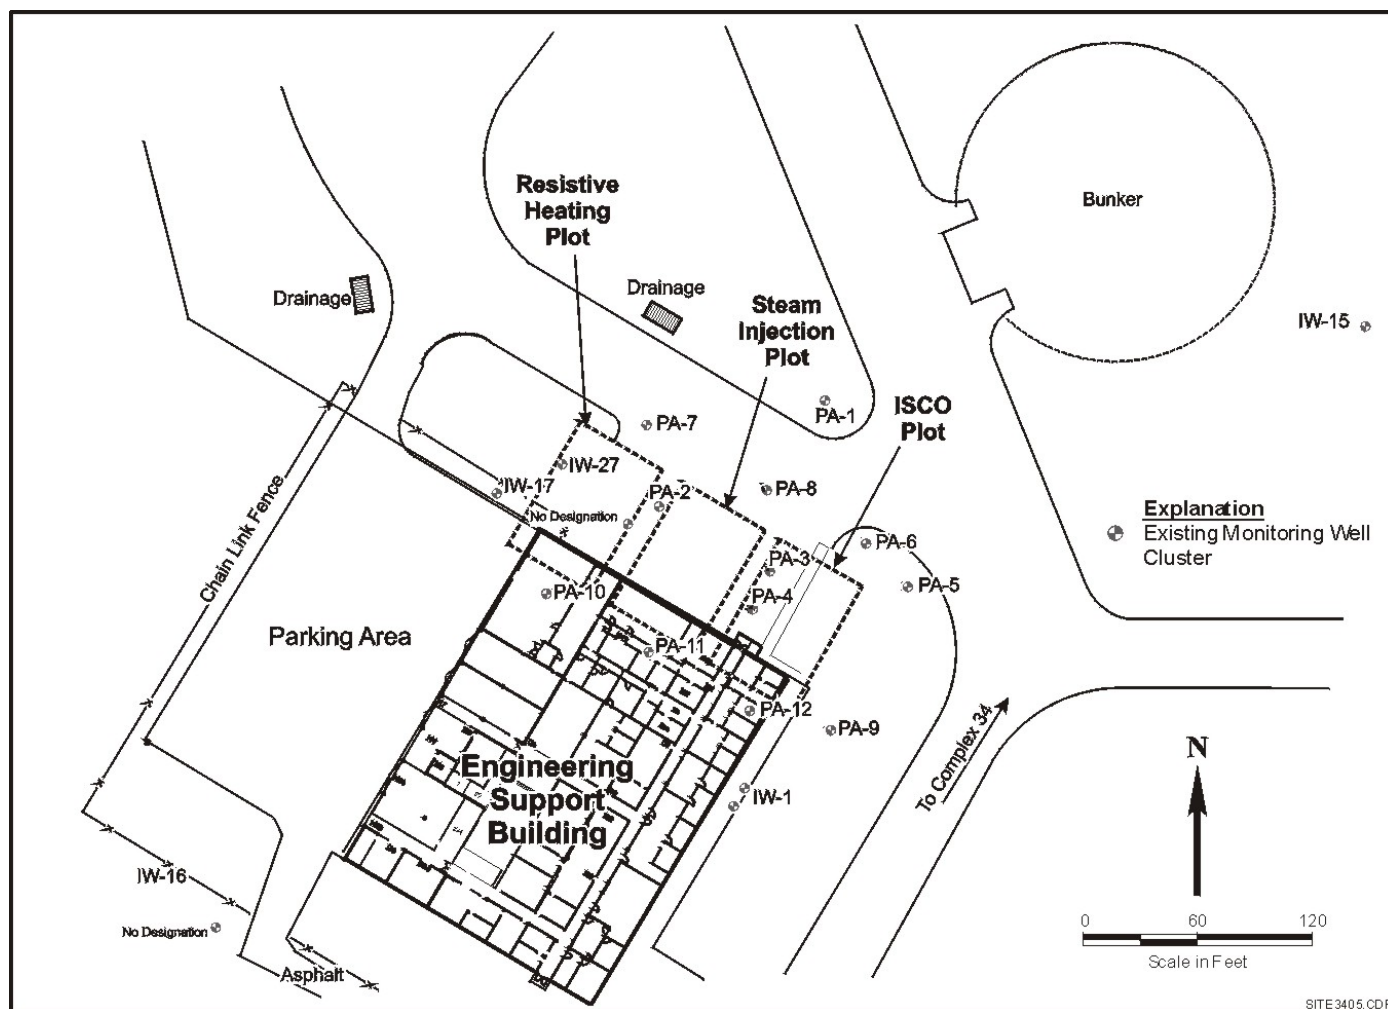 Resistive
Heating
Plot
Bunker
Drainage
Drainage
Steam
Injection
Plot
IW-15
PA-1
ISCO
Plot
PA-7
IW-27
IW-17
PA-2
PA-8
No Designation
Explanation
Existing Monitoring Well
Cluster
PA-6
PA-3
PA-5
PA-4
PA-10
Chain Link Fence
Parking Area
PA-11
PA-12
PA-9
To Complex 34
N
Engineering
Support
Building
IW-1
IW-16
No Designation
Asphalt
0 60 120
Scale in Feet
SITE3405.CDR